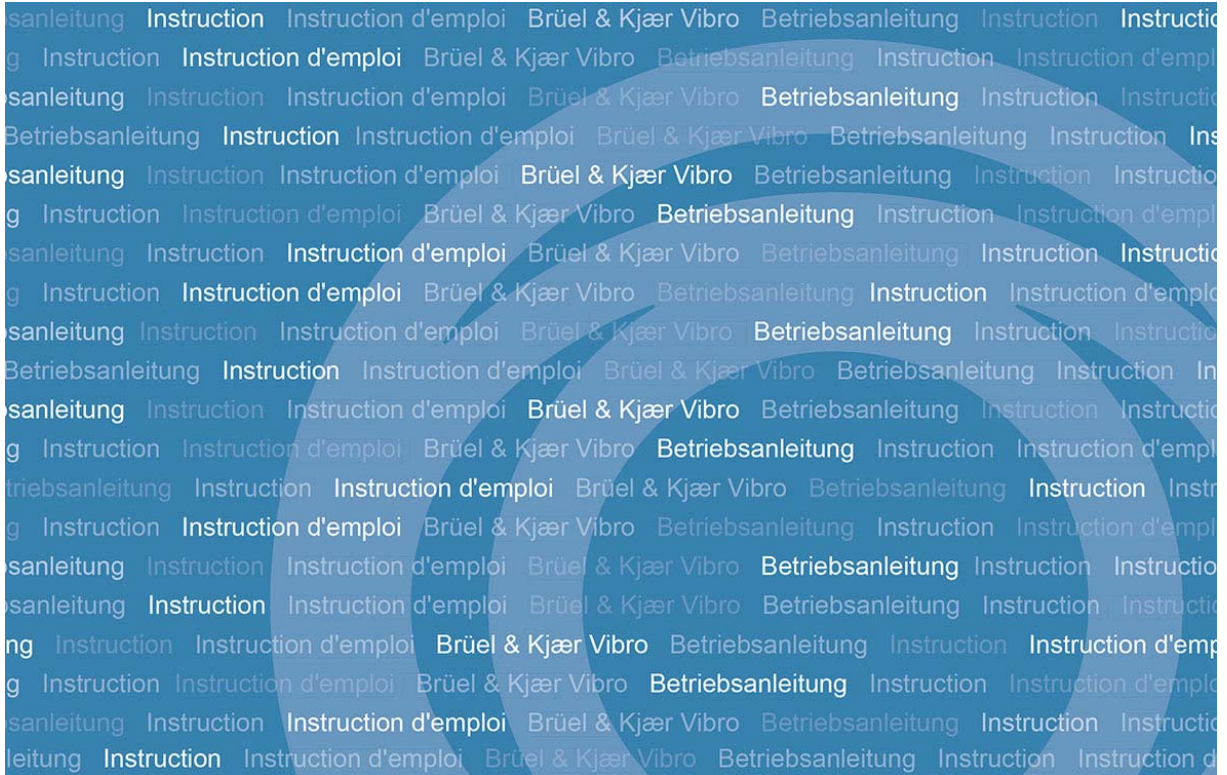 sanleitung Instruction Instruction d'emploi Brüel & Kjær Vibro Betriebsanleitung Instruction Instructio
g Instruction Instruction d'emploi Brüel & Kjær Vibro Betriebsanleitung Instruction Instruction d'empl
sanleitung Instruction Instruction d'emploi Brüel & Kjær Vibro Betriebsanleitung Instruction Instructio
Betriebsanleitung Instruction Instruction d'emploi Brüel & Kjær Vibro Betriebsanleitung Instruction Ins
sanleitung Instruction Instruction d'emploi Brüel & Kjær Vibro Betriebsanleitung Instruction Instructio
g Instruction Instruction d'emploi Brüel & Kjær Vibro Betriebsanleitung Instruction Instruction d'empl
sanleitung Instruction Instruction d'emploi Brüel & Kjær Vibro Betriebsanleitung Instruction Instructio
g Instruction Instruction d'emploi Brüel & Kjær Vibro Betriebsanleitung Instruction Instruction d'emplo
sanleitung Instruction Instruction d'emploi Brüel & Kjær Vibro Betriebsanleitung Instruction Instructio
Betriebsanleitung Instruction Instruction d'emploi Brüel & Kjær Vibro Betriebsanleitung Instruction In
sanleitung Instruction Instruction d'emploi Brüel & Kjær Vibro Betriebsanleitung Instruction Instructio
g Instruction Instruction d'emploi Brüel & Kjær Vibro Betriebsanleitung Instruction Instruction d'empl
triebsanleitung Instruction Instruction d'emploi Brüel & Kjær Vibro Betriebsanleitung Instruction Instr
g Instruction Instruction d'emploi Brüel & Kjær Vibro Betriebsanleitung Instruction Instruction d'empl
sanleitung Instruction Instruction d'emploi Brüel & Kjær Vibro Betriebsanleitung Instruction Instructio
sanleitung Instruction Instruction d'emploi Brüel & Kjær Vibro Betriebsanleitung Instruction Instructio
ng Instruction Instruction d'emploi Brüel & Kjær Vibro Betriebsanleitung Instruction Instruction d'emp
g Instruction Instruction d'emploi Brüel & Kjær Vibro Betriebsanleitung Instruction Instruction d'emplo
sanleitung Instruction Instruction d'emploi Brüel & Kjær Vibro Betriebsanleitung Instruction Instructio
leitung Instruction Instruction d'emploi Brüel & Kjær Vibro Betriebsanleitung Instruction Instruction d